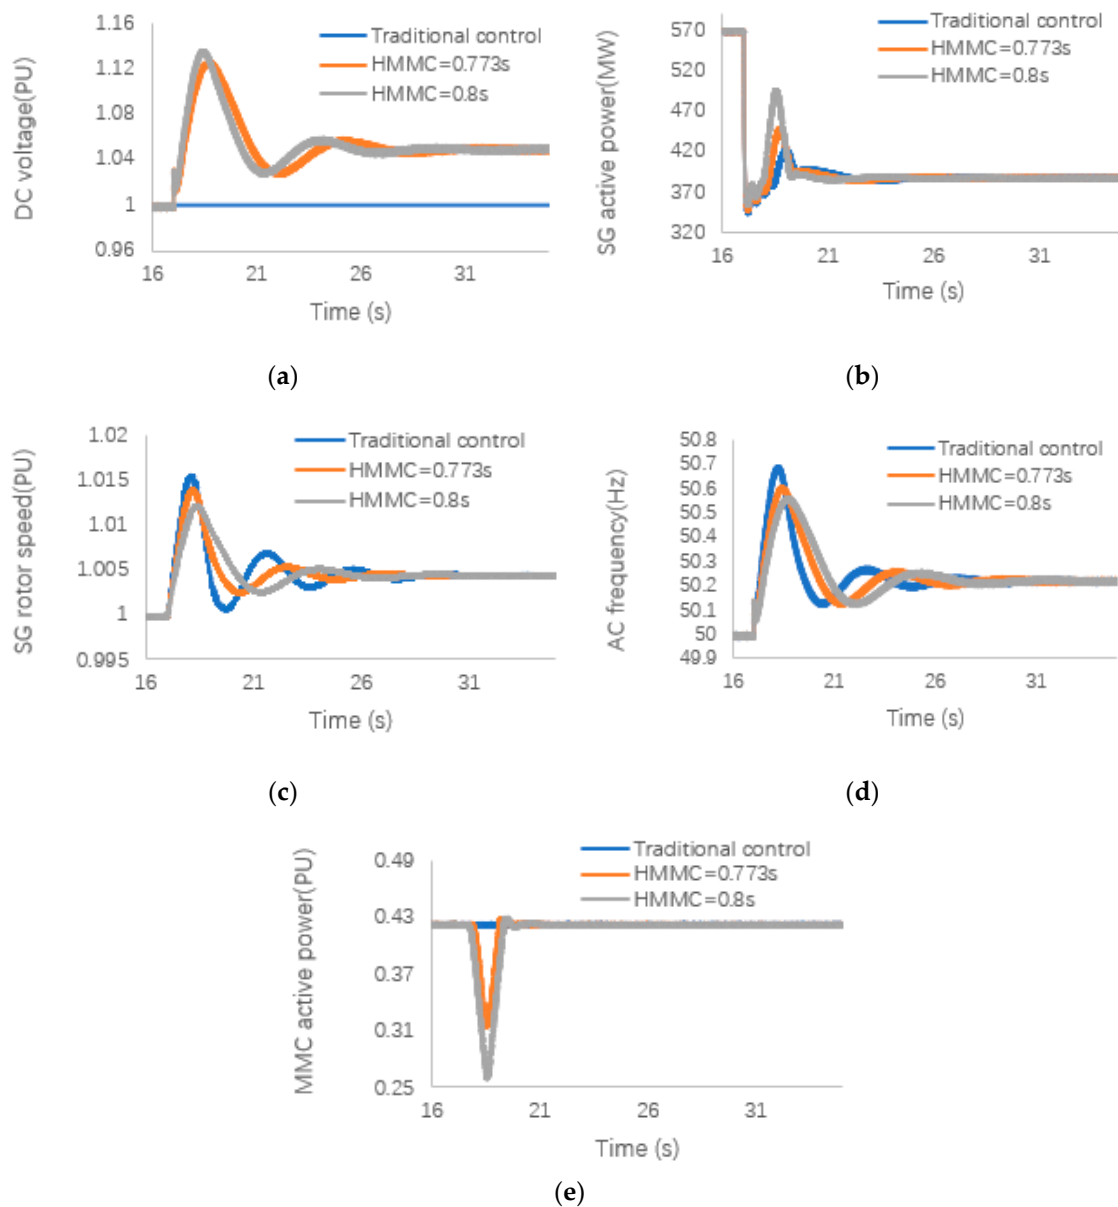 1.16
1.12
1.08
1.04
1
0.96
DC voltage(PU)
Traditional control
HMMC=0.773s
HMMC=0.8s
16 21 26 31
Time (s)
(a)
570
520
470
420
370
320
SG active power(MW)
Traditional control
HMMC=0.773s
HMMC=0.8s
16 21 26 31
Time (s)
(b)
1.02
1.015
1.01
1.005
1
0.995
SG rotor speed(PU)
Traditional control
HMMC=0.773s
HMMC=0.8s
16 21 26 31
Time (s)
(c)
50.8
50.7
50.6
50.5
50.4
50.3
50.2
50.1
50
49.9
AC frequency(Hz)
Traditional control
HMMC=0.773s
HMMC=0.8s
16 21 26 31
Time (s)
(d)
0.49
0.43
0.37
0.31
0.25
MMC active power(PU)
Traditional control
HMMC=0.773s
HMMC=0.8s
16 21 26 31
Time (s)
(e)